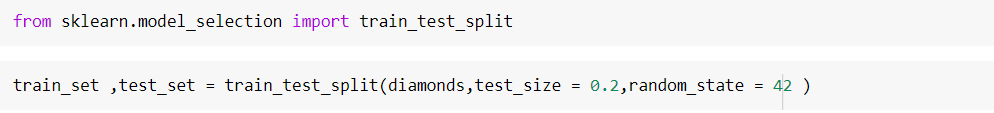 from sklearn.model_selection import train_test_split
train_set ,test_set = train_test_split(diamonds,test_size = 0.2,random_state = 42 )